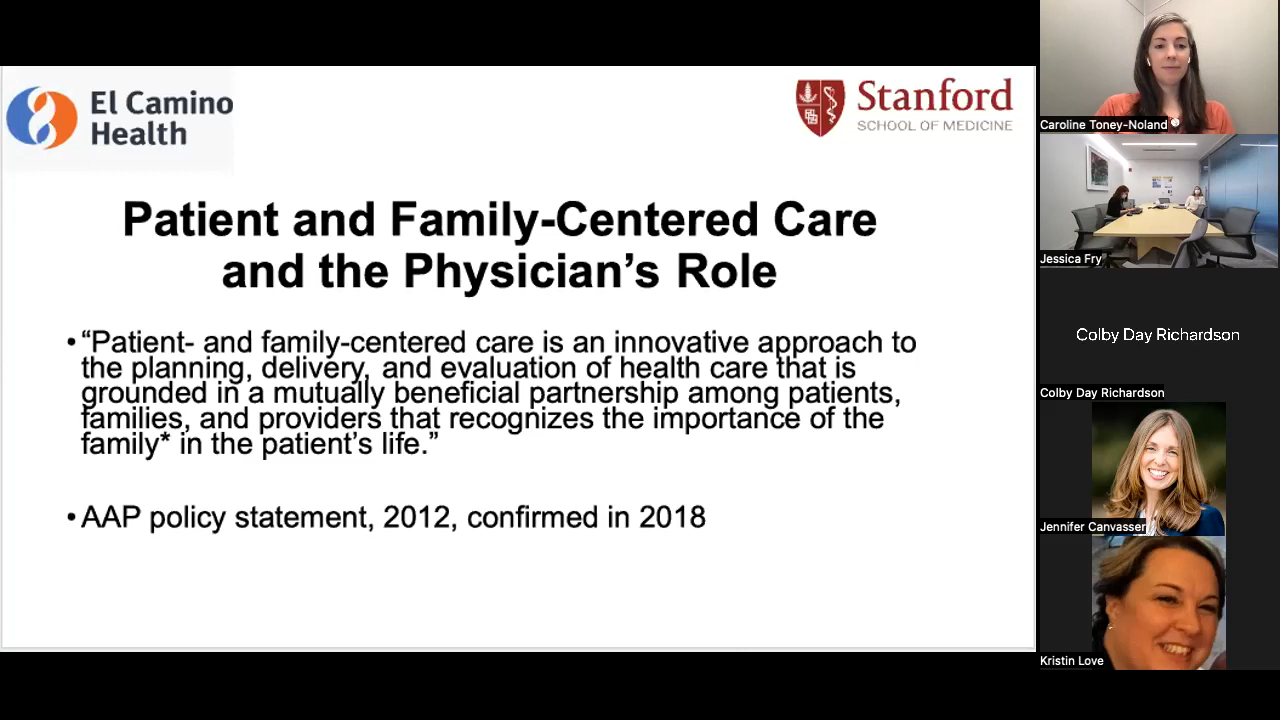 El Camino
Health
Stanford
SCHOOL OF MEDICINE
Patient and Family-Centered Care
and the Physician’s Role
• “Patient- and family-centered care is an innovative approach to
the planning, delivery, and evaluation of health care that is
grounded in a mutually beneficial partnership among patients,
families, and providers that recognizes the importance of the
family* in the patient’s life.”
• AAP policy statement, 2012, confirmed in 2018
Caroline Toney-Noland
Jessica Fry
Colby Day Richardson
Colby Day Richardson
Jennifer Canvasser
Kristin Love